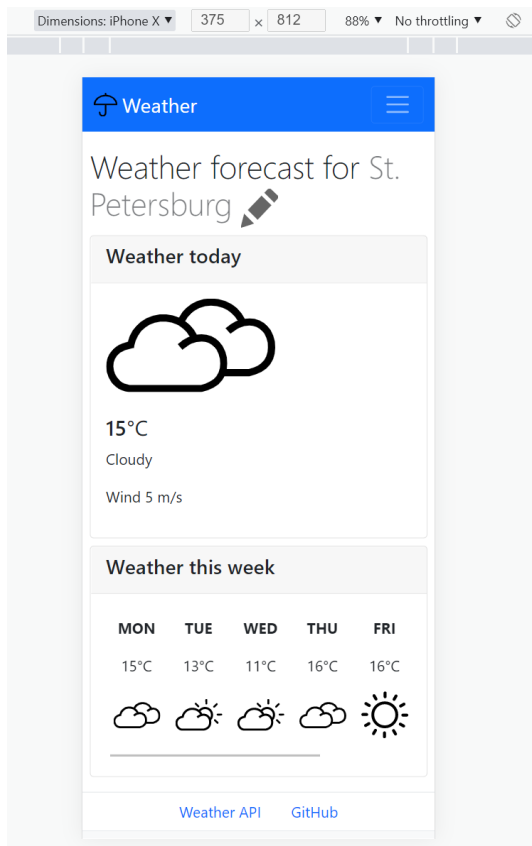 Dimensions: iPhone X ▼ 375 × 812 88% ▼ No throttling ▼
Weather
Weather forecast for St.
Petersburg
Weather today
15°C
Cloudy
Wind 5 m/s
Weather this week
MON TUE WED THU FRI
15°C 13°C 11°C 16°C 16°C
Weather API GitHub